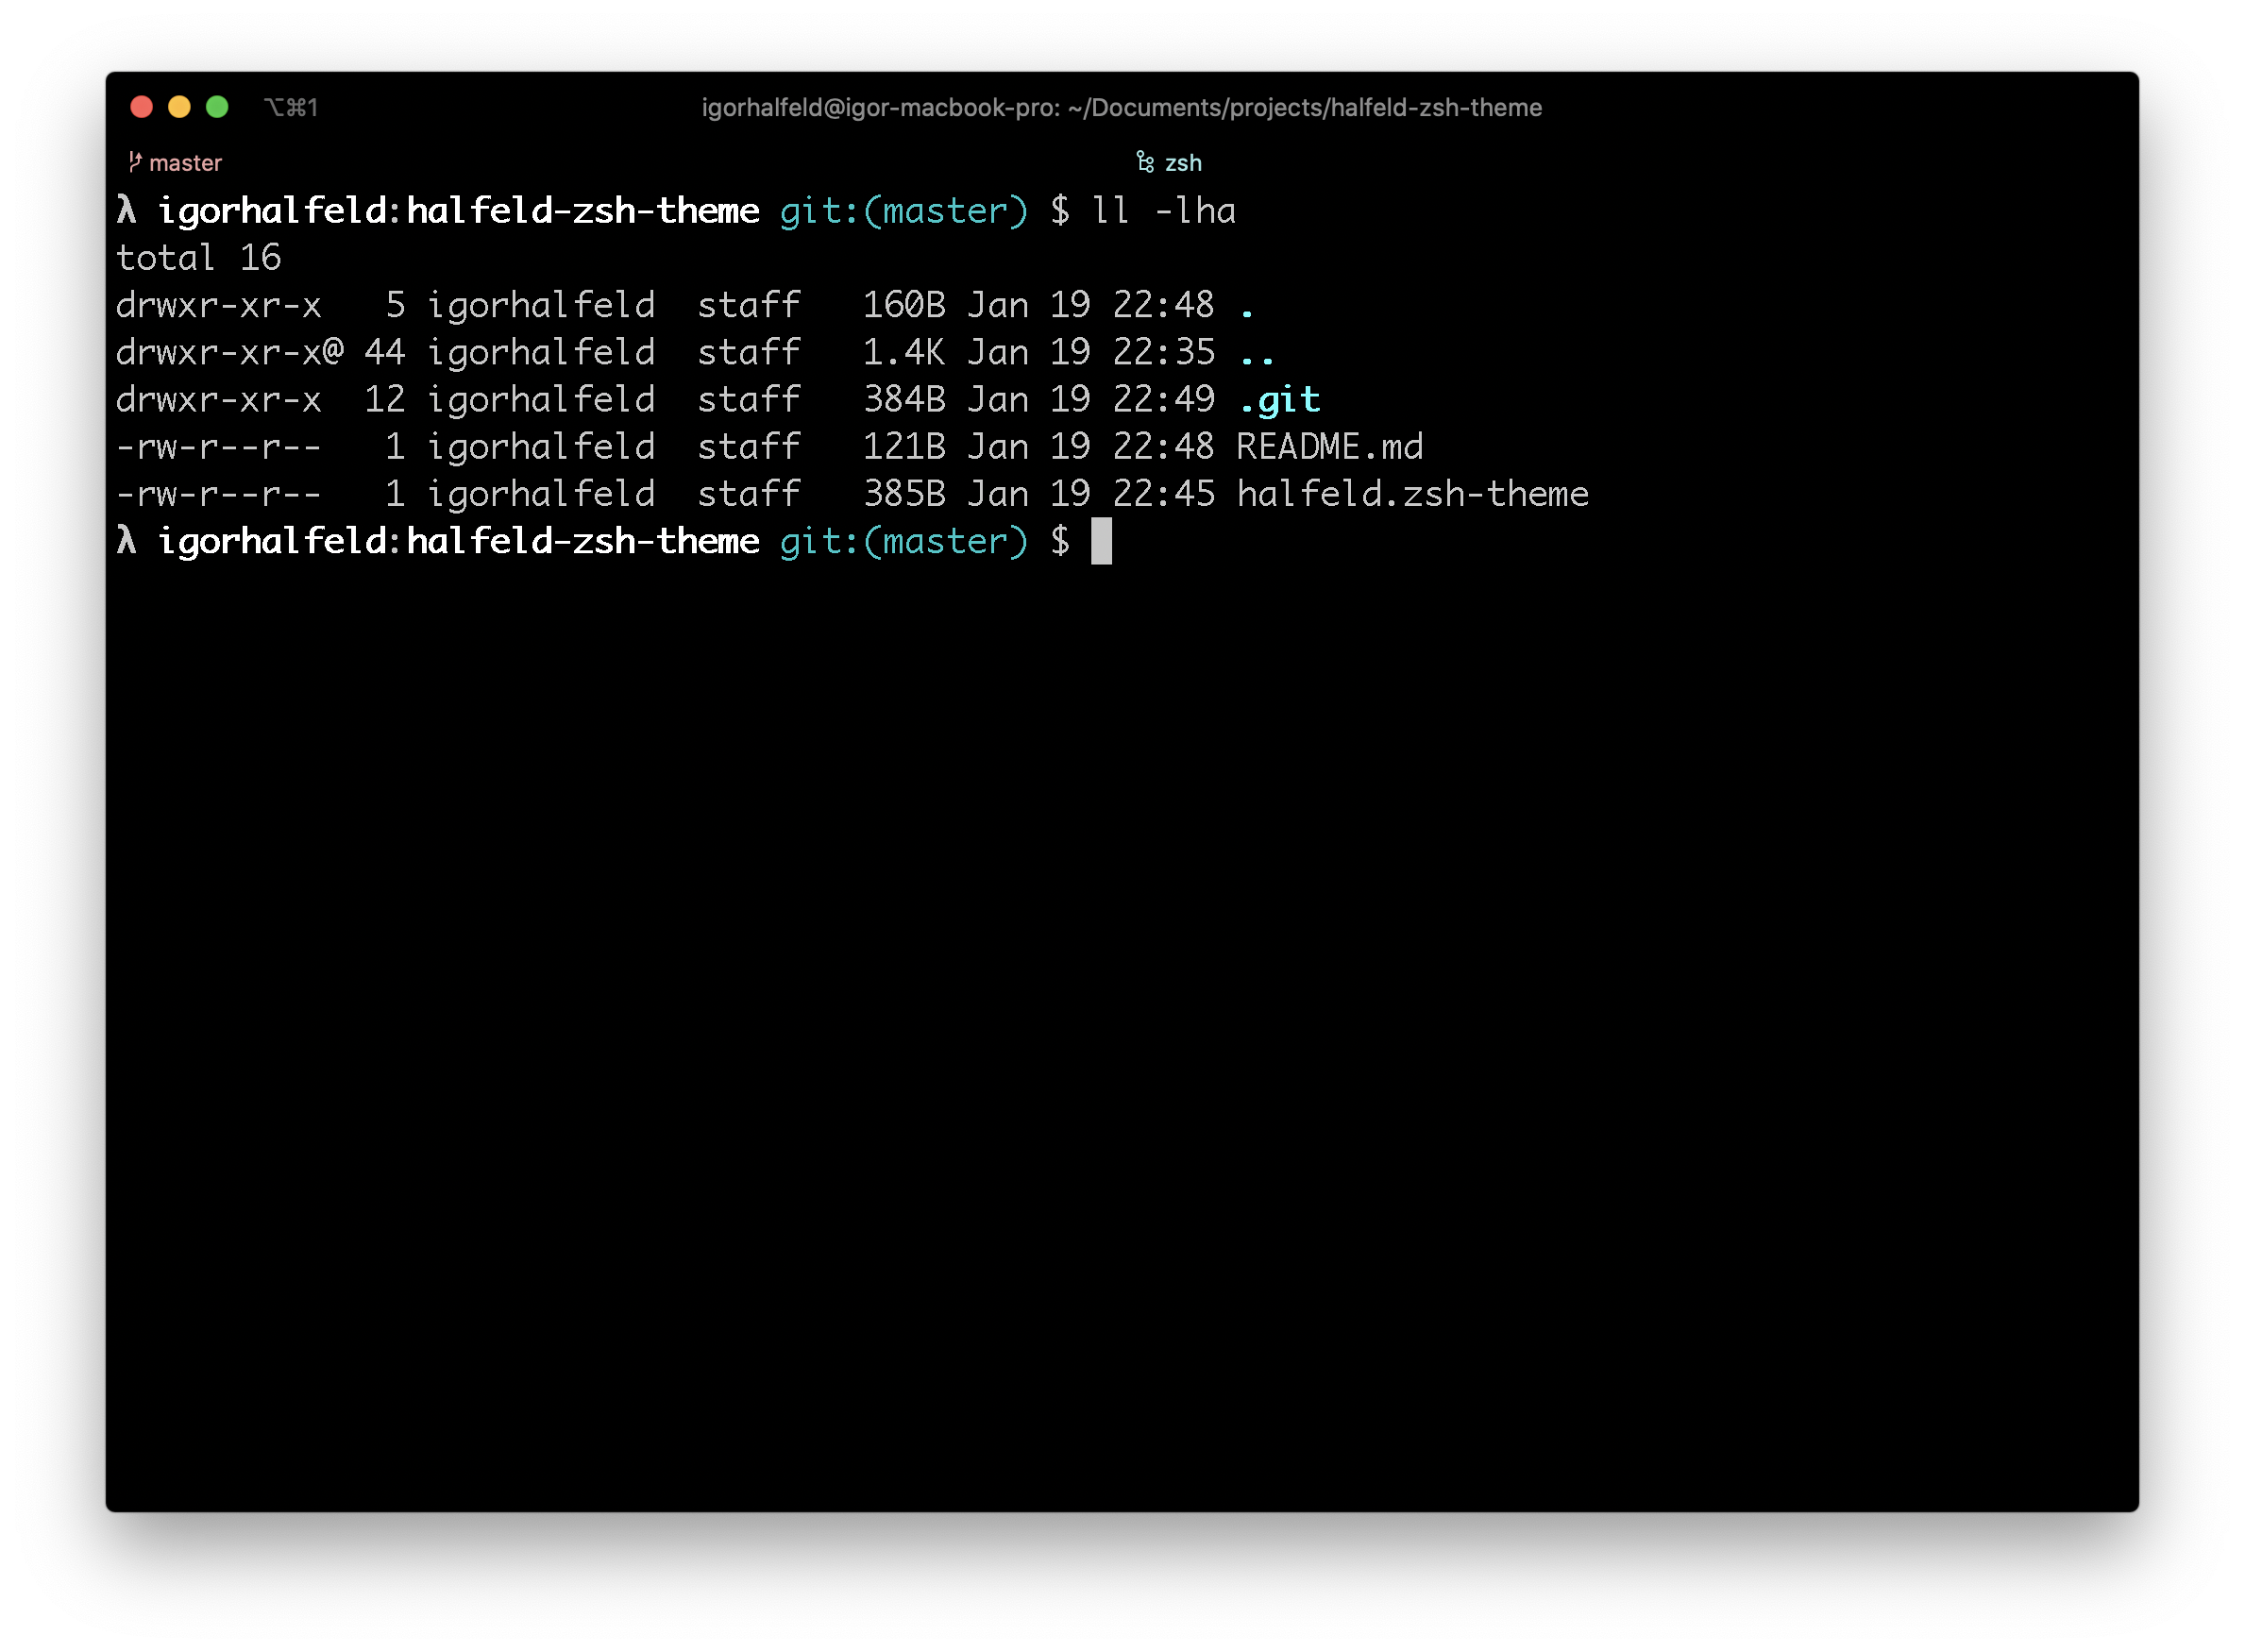 ⌥⌘1 igorhalfeld@igor-macbook-pro: ~/Documents/projects/halfeld-zsh-theme
master zsh
λ igorhalfeld:halfeld-zsh-theme git:(master) $ ll -lha
total 16
drwxr-xr-x   5 igorhalfeld  staff   160B Jan 19 22:48 .
drwxr-xr-x@ 44 igorhalfeld  staff   1.4K Jan 19 22:35 ..
drwxr-xr-x  12 igorhalfeld  staff   384B Jan 19 22:49 .git
-rw-r--r--   1 igorhalfeld  staff   121B Jan 19 22:48 README.md
-rw-r--r--   1 igorhalfeld  staff   385B Jan 19 22:45 halfeld.zsh-theme
λ igorhalfeld:halfeld-zsh-theme git:(master) $